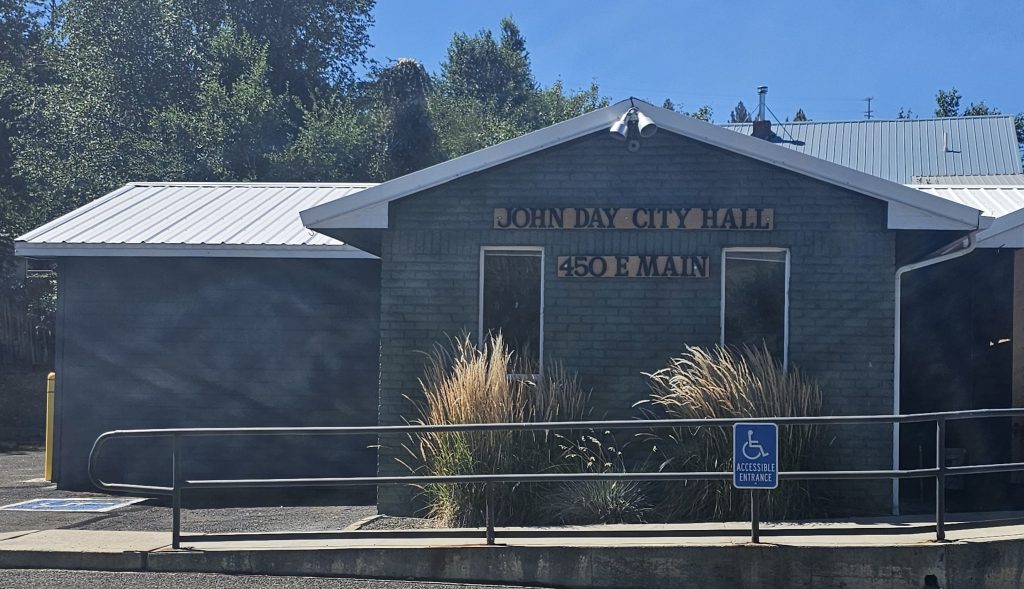 JOHN DAY CITY HALL
450 E MAIN
ACCESSIBLE
ENTRANCE